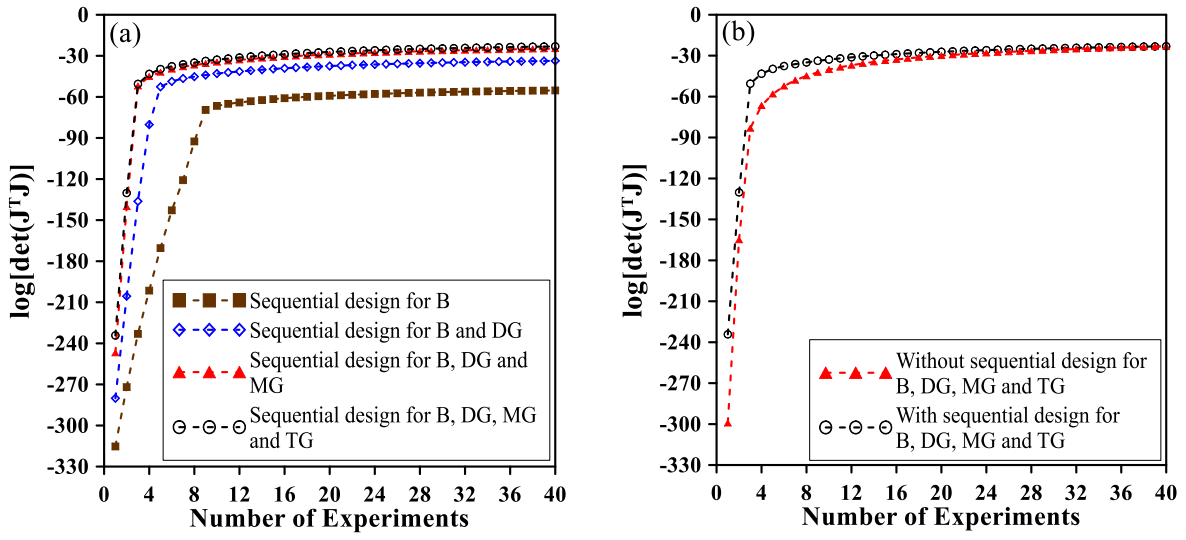 (a)
0
-30
-60
-90
-120
-150
-180
-210
-240
-270
-300
-330
log[det(JᵀJ)]
Sequential design for B
Sequential design for B and DG
Sequential design for B, DG and
MG
Sequential design for B, DG, MG
and TG
0 4 8 12 16 20 24 28 32 36 40
Number of Experiments
(b)
0
-30
-60
-90
-120
-150
-180
-210
-240
-270
-300
-330
log[det(JᵀJ)]
Without sequential design for
B, DG, MG and TG
With sequential design for
B, DG, MG and TG
0 4 8 12 16 20 24 28 32 36 40
Number of Experiments